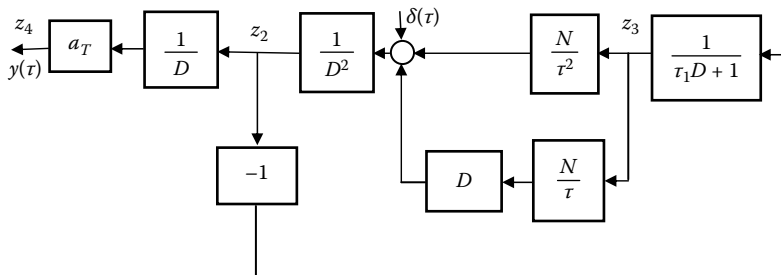 z₄
y(τ)
a_T
1/D
z₂
1/D²
δ(τ)
N/τ²
z₃
1/(τ₁D + 1)
−1
D
N/τ